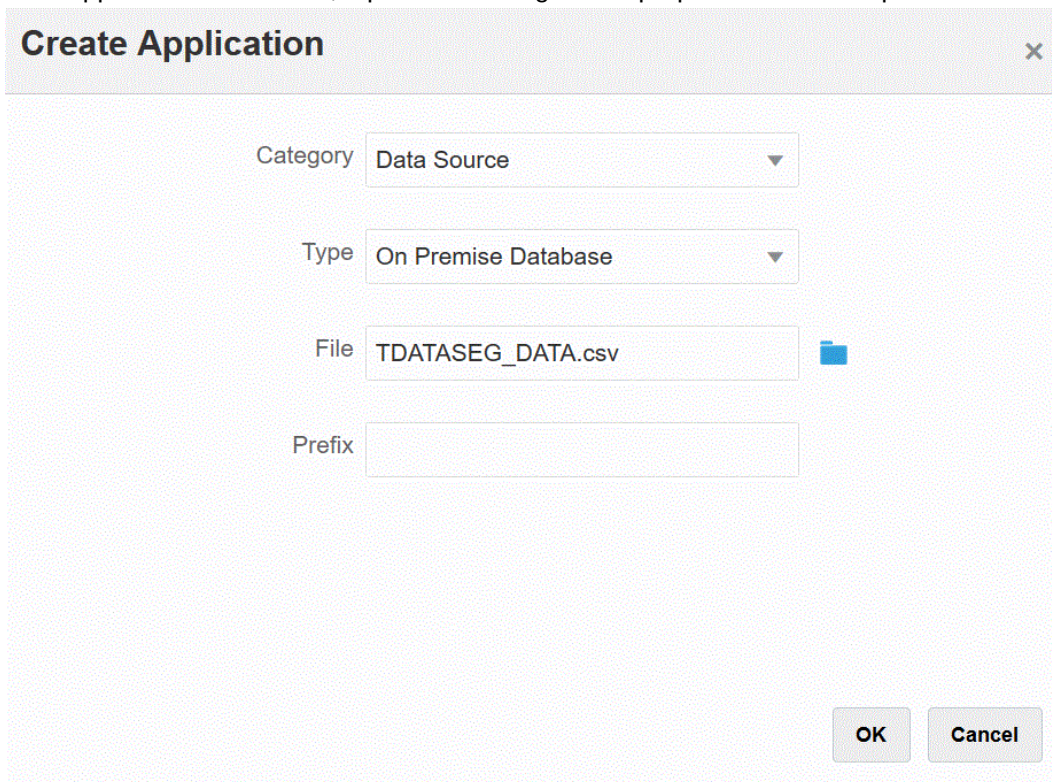 Create Application
×
Category Data Source
Type On Premise Database
File TDATASEG_DATA.csv
Prefix
OK Cancel